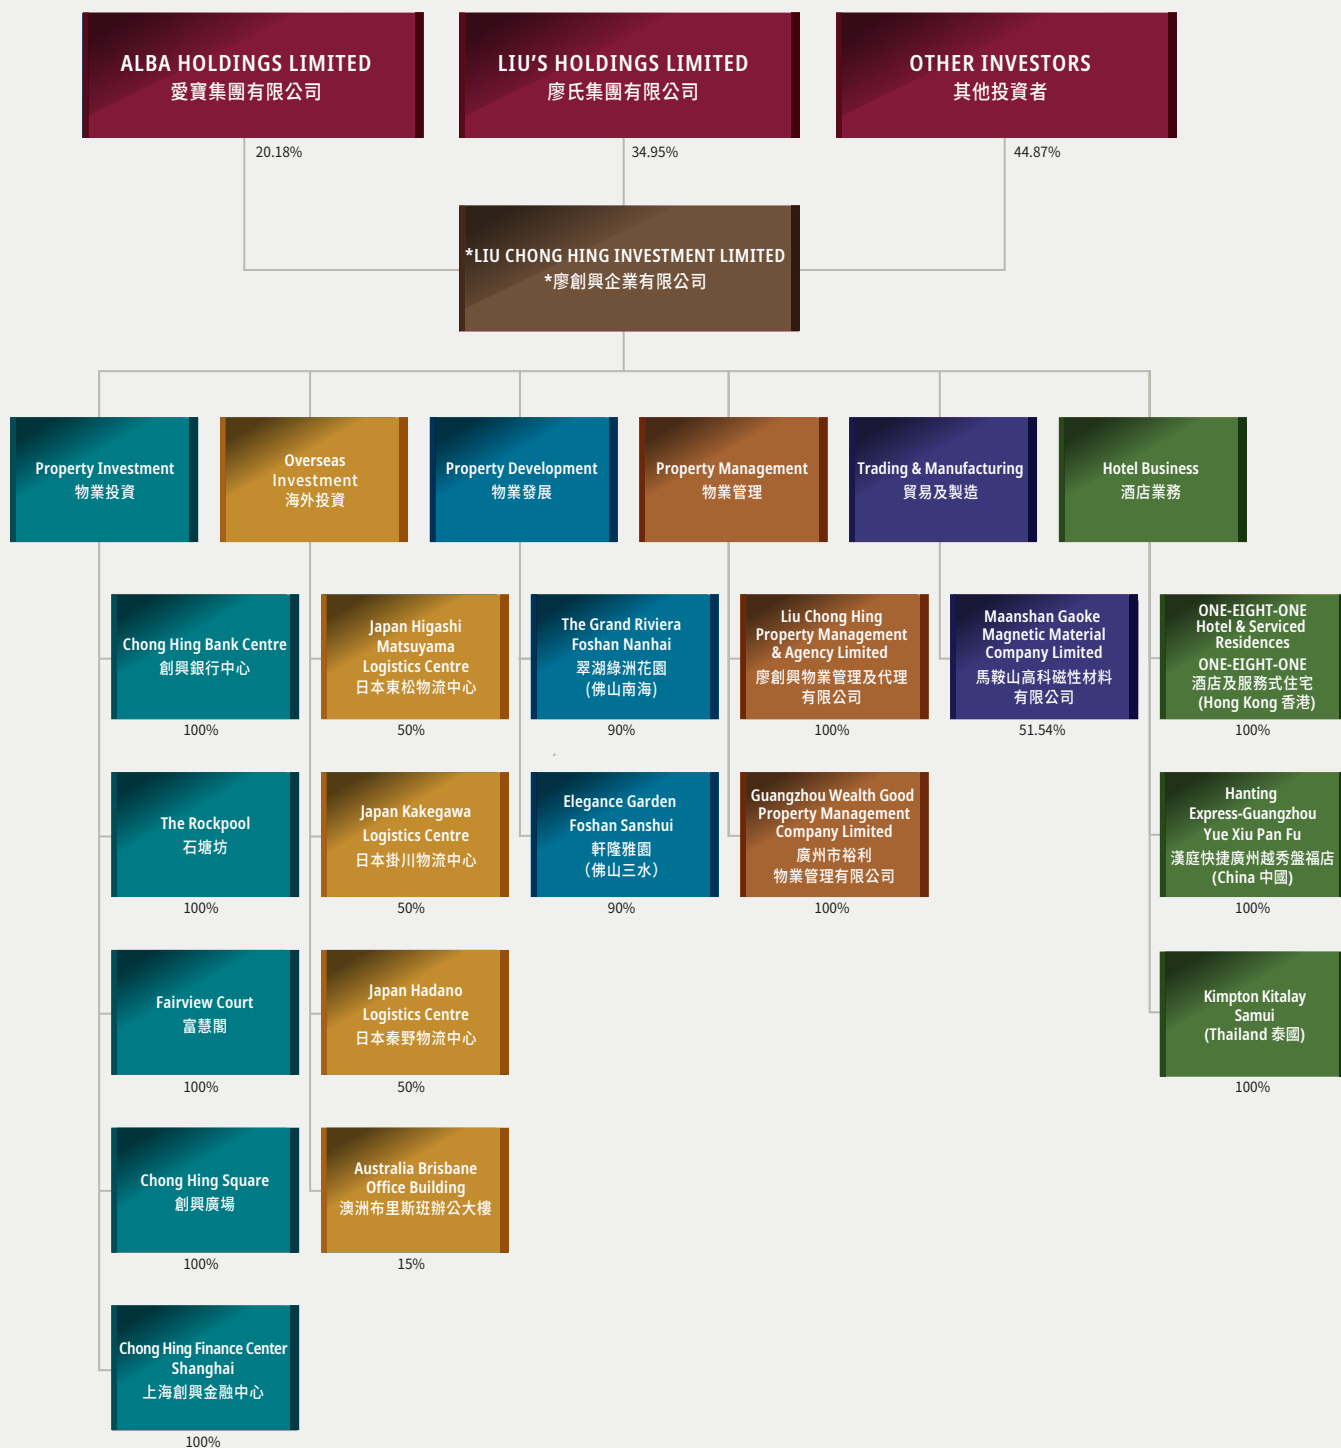 ALBA HOLDINGS LIMITED
愛寶集團有限公司
20.18%
LIU’S HOLDINGS LIMITED
廖氏集團有限公司
34.95%
OTHER INVESTORS
其他投資者
44.87%
*LIU CHONG HING INVESTMENT LIMITED
*廖創興企業有限公司
Property Investment
物業投資
Chong Hing Bank Centre
創興銀行中心
100%
The Rockpool
石塘坊
100%
Fairview Court
富慧閣
100%
Chong Hing Square
創興廣場
100%
Chong Hing Finance Center
Shanghai
上海創興金融中心
100%
Overseas
Investment
海外投資
Japan Higashi
Matsuyama
Logistics Centre
日本東松物流中心
50%
Japan Kakegawa
Logistics Centre
日本掛川物流中心
50%
Japan Hadano
Logistics Centre
日本秦野物流中心
50%
Australia Brisbane
Office Building
澳洲布里斯班辦公大樓
15%
Property Development
物業發展
The Grand Riviera
Foshan Nanhai
翠湖綠洲花園
(佛山南海)
90%
Elegance Garden
Foshan Sanshui
軒隆雅園
（佛山三水）
90%
Property Management
物業管理
Liu Chong Hing
Property Management
& Agency Limited
廖創興物業管理及代理
有限公司
100%
Guangzhou Wealth Good
Property Management
Company Limited
廣州市裕利
物業管理有限公司
100%
Trading & Manufacturing
貿易及製造
Maanshan Gaoke
Magnetic Material
Company Limited
馬鞍山高科磁性材料
有限公司
51.54%
Hotel Business
酒店業務
ONE-EIGHT-ONE
Hotel & Serviced
Residences
ONE-EIGHT-ONE
酒店及服務式住宅
(Hong Kong 香港)
100%
Hanting
Express-Guangzhou
Yue Xiu Pan Fu
漢庭快捷廣州越秀盤福店
(China 中國)
100%
Kimpton Kitalay
Samui
(Thailand 泰國)
100%